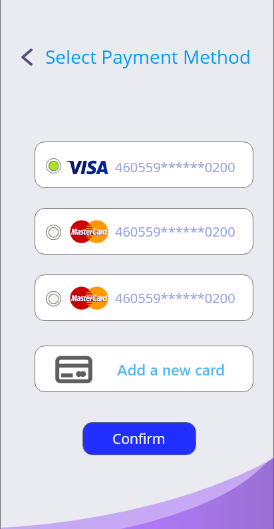 Select Payment Method
VISA 460559******0200
MasterCard 460559******0200
MasterCard 460559******0200
Add a new card
Confirm